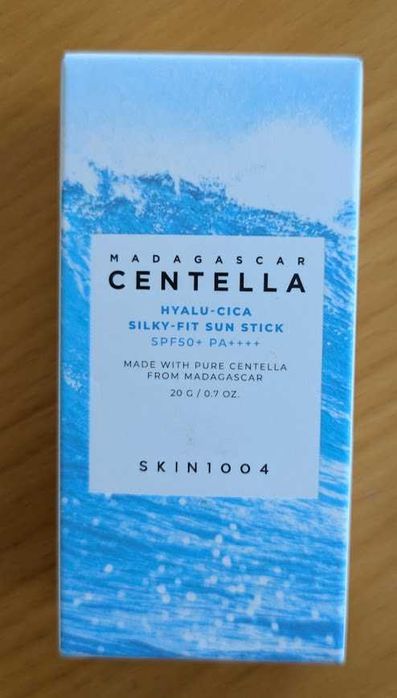 MADAGASCAR
CENTELLA
HYALU-CICA
SILKY-FIT SUN STICK
SPF50+ PA++++
MADE WITH PURE CENTELLA
FROM MADAGASCAR
20 G / 0.7 OZ.
SKIN1004